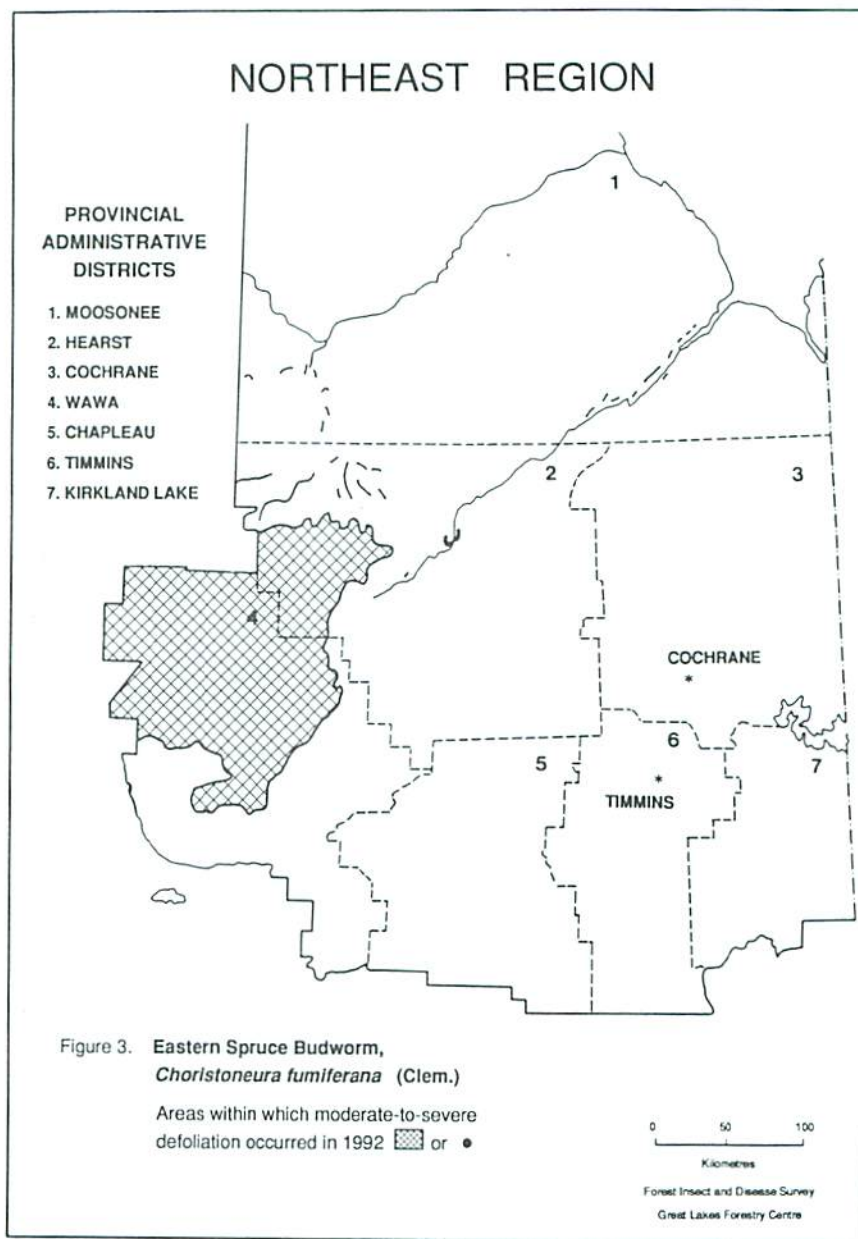 NORTHEAST REGION
PROVINCIAL
ADMINISTRATIVE
DISTRICTS
1. MOOSONEE
2. HEARST
3. COCHRANE
4. WAWA
5. CHAPLEAU
6. TIMMINS
7. KIRKLAND LAKE
1
2
3
4
COCHRANE
*
6
5
7
*
TIMMINS
Figure 3. Eastern Spruce Budworm,
Choristoneura fumiferana (Clem.)
Areas within which moderate-to-severe
defoliation occurred in 1992 or
0 50 100
Kilometres
Forest Insect and Disease Survey
Great Lakes Forestry Centre